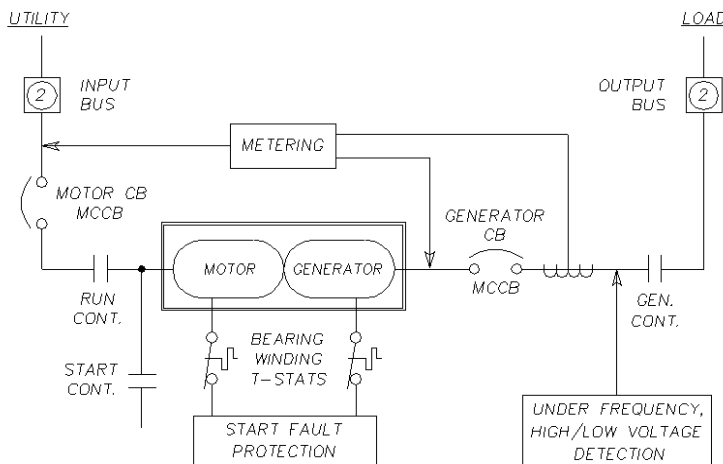 UTILITY
LOAD
2
INPUT
BUS
OUTPUT
BUS
2
METERING
MOTOR CB
MCCB
GENERATOR
CB
MCCB
MOTOR
GENERATOR
RUN
CONT.
GEN.
CONT.
START
CONT.
BEARING
WINDING
T-STATS
START FAULT
PROTECTION
UNDER FREQUENCY,
HIGH/LOW VOLTAGE
DETECTION